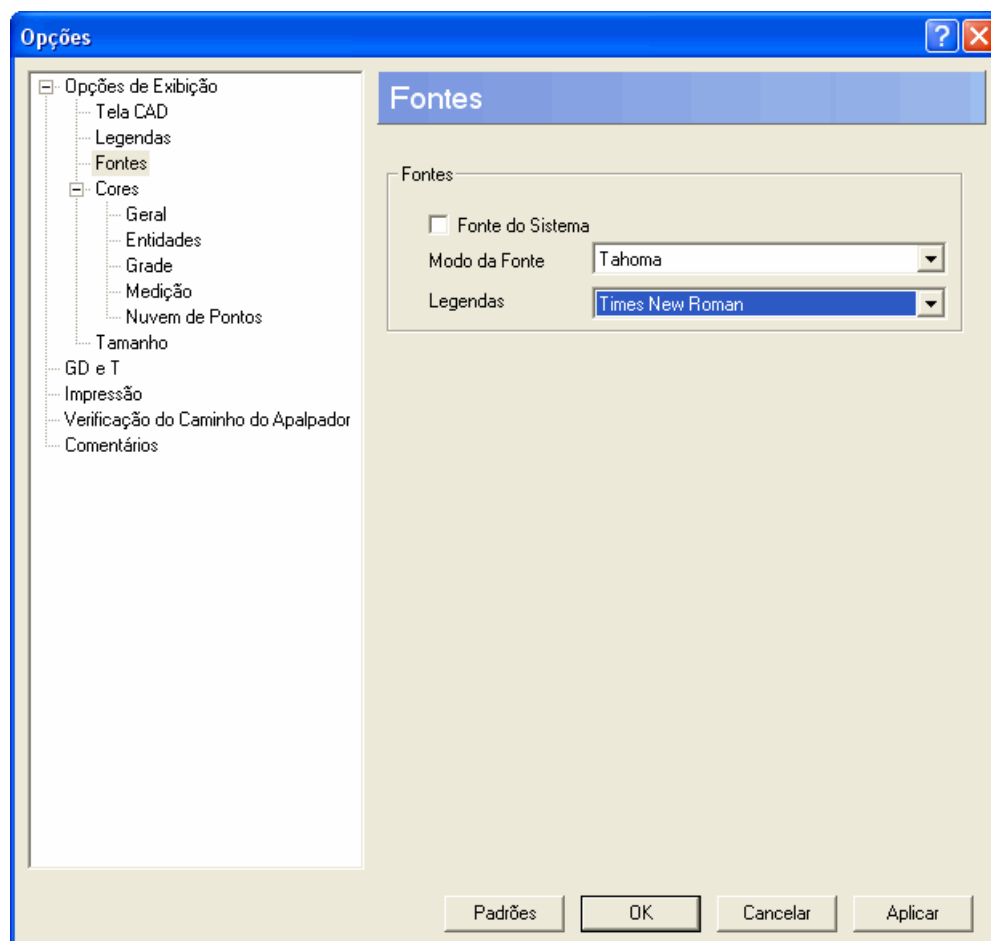 Opções
Opções de Exibição
Tela CAD
Legendas
Fontes
Cores
Geral
Entidades
Grade
Medição
Nuvem de Pontos
Tamanho
GD e T
Impressão
Verificação do Caminho do Apalpador
Comentários
Fontes
Fontes
Fonte do Sistema
Modo da Fonte Tahoma
Legendas Times New Roman
Padrões OK Cancelar Aplicar